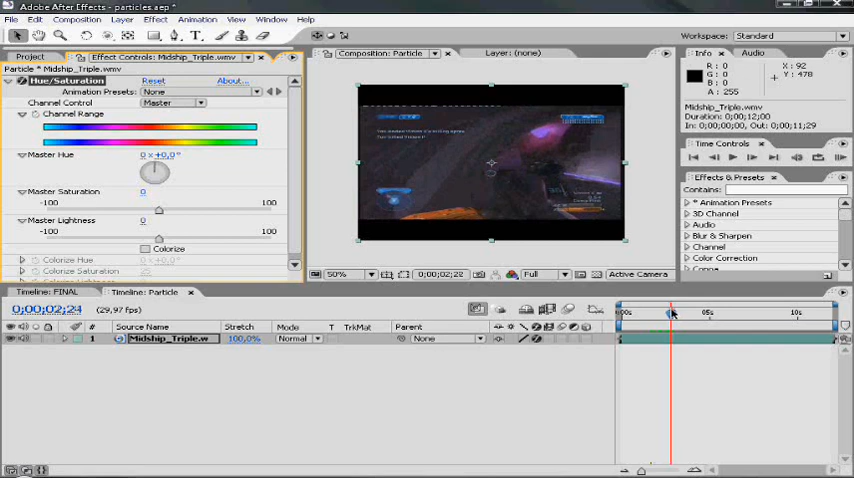 Adobe After Effects - particles.aep *
File Edit Composition Layer Effect Animation View Window Help
Workspace: Standard
Project
Effect Controls: Midship_Triple.wmv
Particle * Midship_Triple.wmv
Hue/Saturation Reset About...
Animation Presets: None
Channel Control Master
Channel Range
Master Hue 0 x +0,0°
Master Saturation 0
-100 100
Master Lightness 0
-100 100
Colorize
Colorize Hue 0 x +0,0°
Colorize Saturation 25
Composition: Particle
Layer: (none)
50% 0;00;02;22 Full Active Camera
Info Audio
R: 0 X: 92
G: 0 Y: 478
B: 0
A: 255
Midship_Triple.wmv
Duration: 0;00;12;00
In: 0;00;00;00, Out: 0;00;11;29
Time Controls
Effects & Presets
Contains:
* Animation Presets
3D Channel
Audio
Blur & Sharpen
Channel
Color Correction
Timeline: FINAL Timeline: Particle
0;00;02;24 (29,97 fps)
:00s 05s 10s
# Source Name Stretch Mode T TrkMat Parent
1 Midship_Triple.w 100,0% Normal None